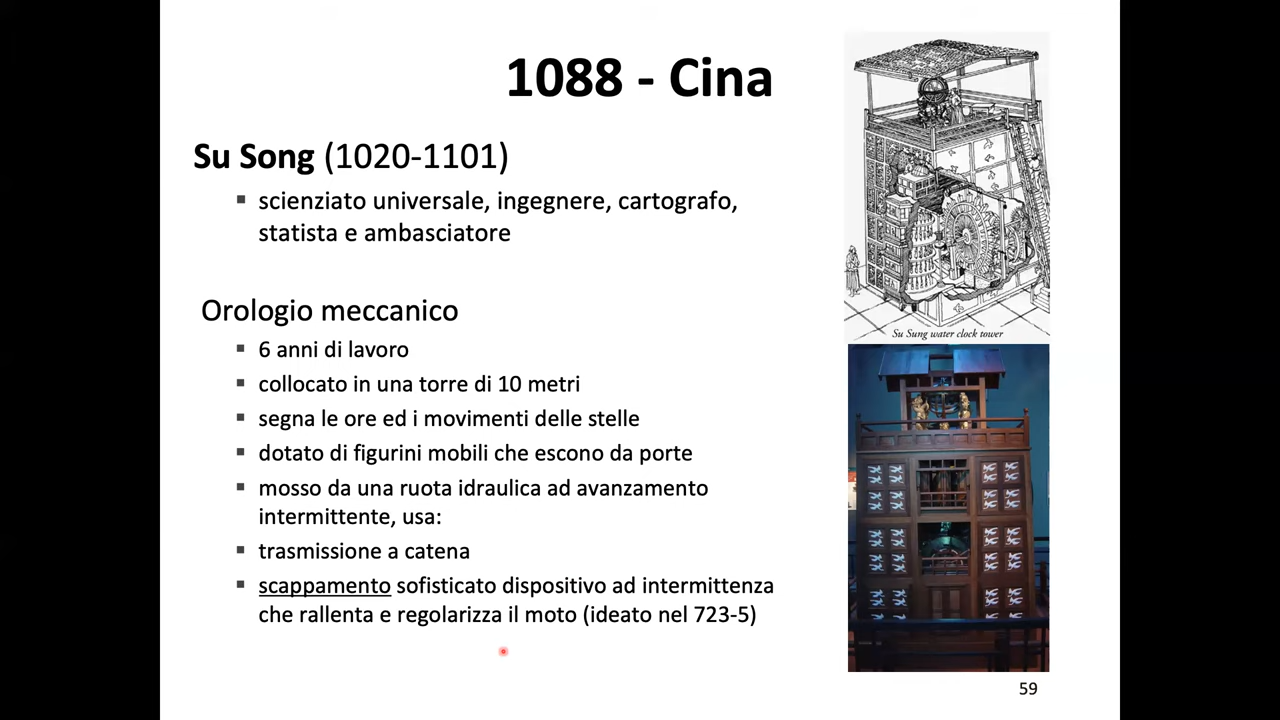 1088 - Cina
Su Song (1020-1101)
▪ scienziato universale, ingegnere, cartografo,
statista e ambasciatore
Orologio meccanico
▪ 6 anni di lavoro
▪ collocato in una torre di 10 metri
▪ segna le ore ed i movimenti delle stelle
▪ dotato di figurini mobili che escono da porte
▪ mosso da una ruota idraulica ad avanzamento
intermittente, usa:
▪ trasmissione a catena
▪ scappamento sofisticato dispositivo ad intermittenza
che rallenta e regolarizza il moto (ideato nel 723-5)
Su Sung water clock tower
59